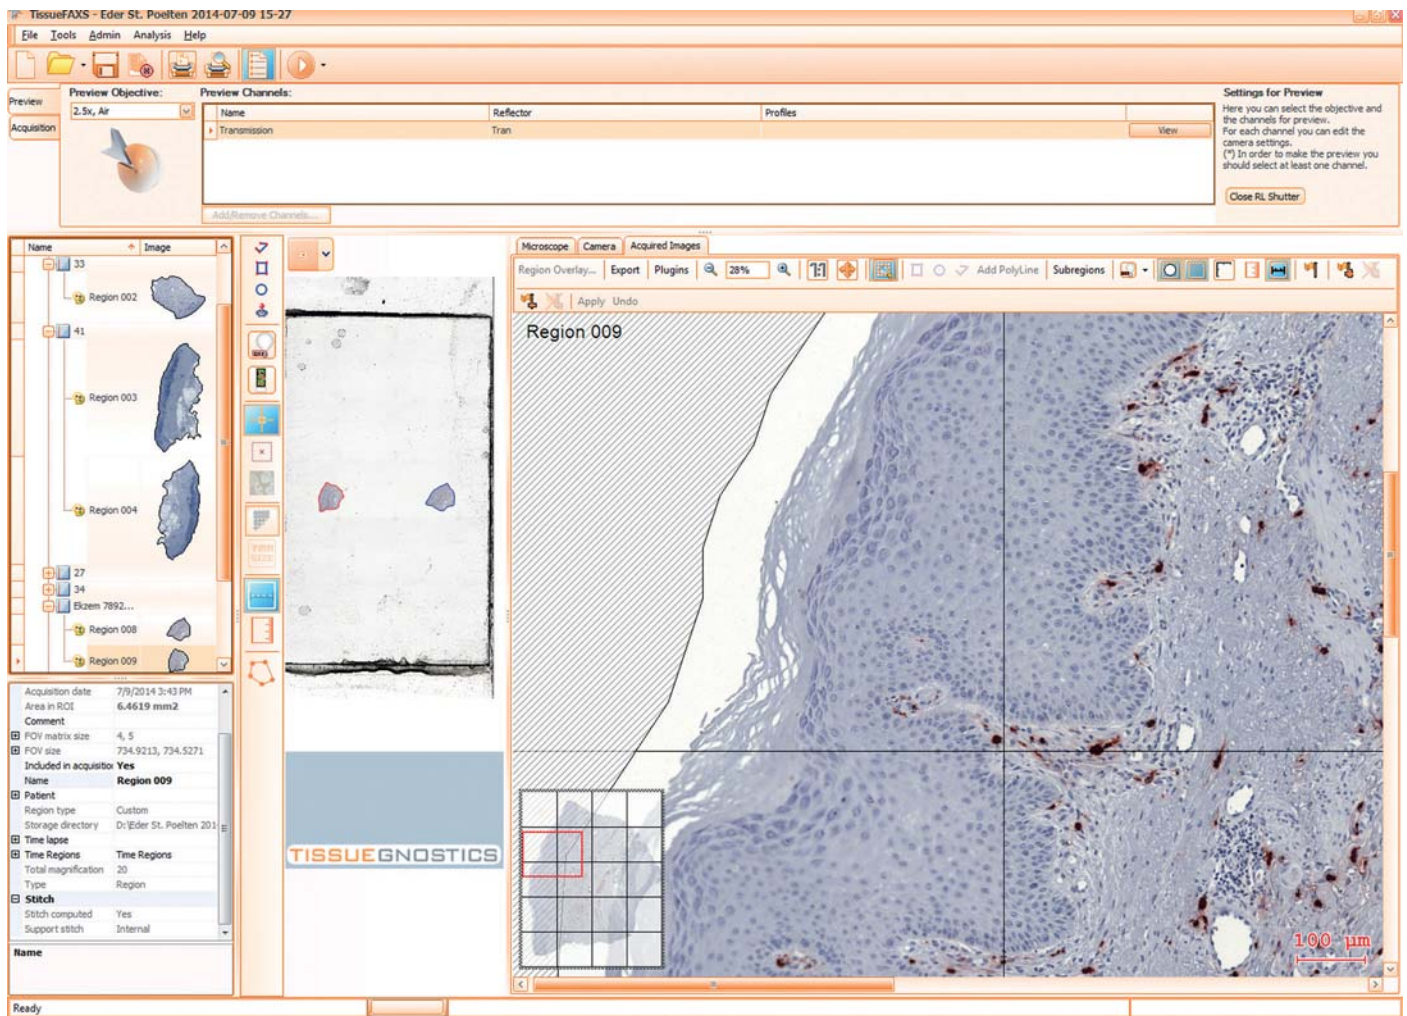 TissueFAXS - Eder St. Poelten 2014-07-09 15-27
File Tools Admin Analysis Help
Preview
Acquisition
Preview Objective:
2.5x, Air
Preview Channels:
Name Reflector Profiles
Transmission Tran View
Add/Remove Channels...
Settings for Preview
Here you can select the objective and
the channels for preview.
For each channel you can edit the
camera settings.
(*) In order to make the preview you
should select at least one channel.
Close RL Shutter
Name Image
33
Region 002
41
Region 003
Region 004
27
34
Ekzem 7892...
Region 008
Region 009
Acquisition date 7/9/2014 3:43 PM
Area in ROI 6.4619 mm2
Comment
FOV matrix size 4, 5
FOV size 734.9213, 734.5271
Included in acquisitio Yes
Name Region 009
Patient
Region type Custom
Storage directory D:\Eder St. Poelten 201
Time lapse
Time Regions Time Regions
Total magnification 20
Type Region
Stitch
Stitch computed Yes
Support stitch Internal
Name
TISSUEGNOSTICS
Microscope Camera Acquired Images
Region Overlay... Export Plugins 28% 1:1 Add PolyLine Subregions
Apply Undo
Region 009
100 µm
Ready